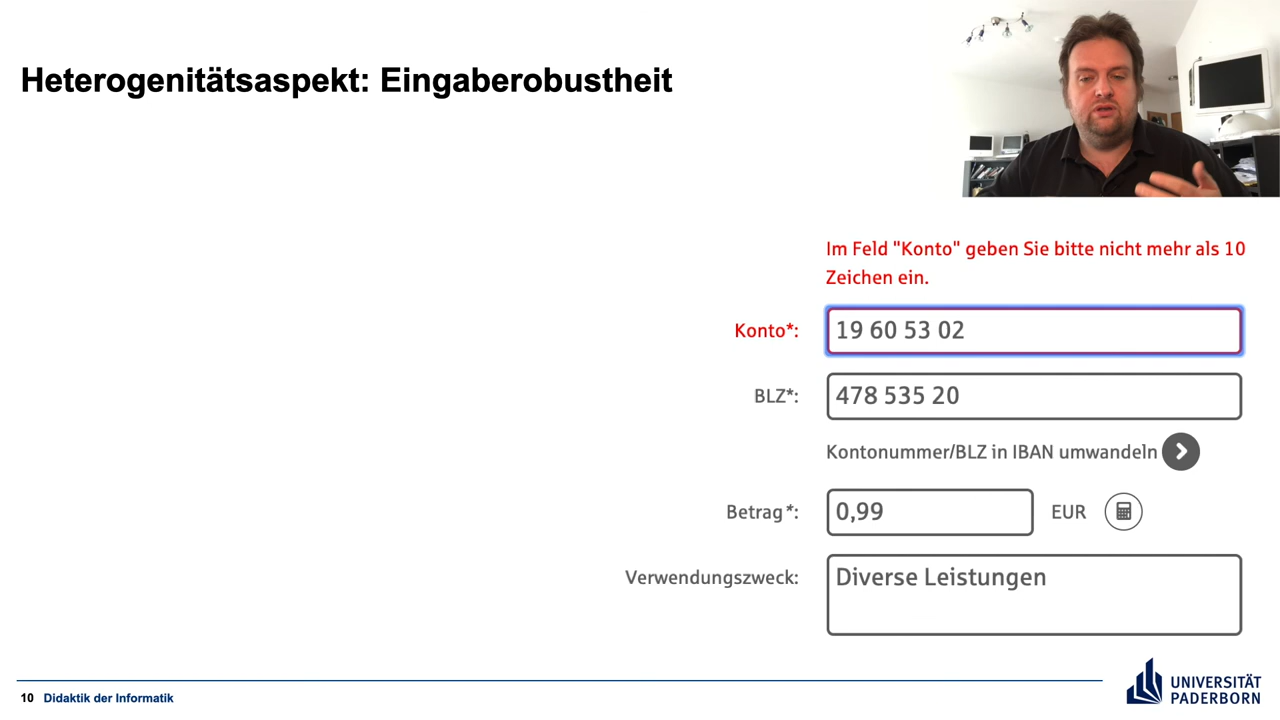 Heterogenitätsaspekt: Eingaberobustheit
Im Feld "Konto" geben Sie bitte nicht mehr als 10
Zeichen ein.
Konto*: 19 60 53 02
BLZ*: 478 535 20
Kontonummer/BLZ in IBAN umwandeln
Betrag*: 0,99 EUR
Verwendungszweck: Diverse Leistungen
10 Didaktik der Informatik
UNIVERSITÄT
PADERBORN